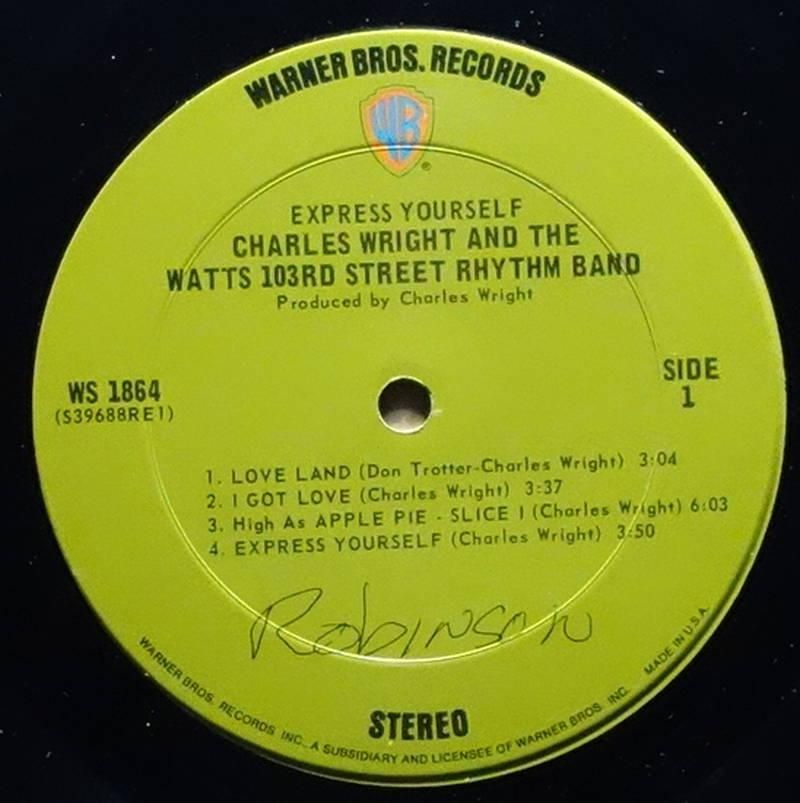 WARNER BROS. RECORDS
WB
®
EXPRESS YOURSELF
CHARLES WRIGHT AND THE
WATTS 103RD STREET RHYTHM BAND
Produced by Charles Wright
WS 1864
(S39688RE1)
SIDE
1
1. LOVE LAND (Don Trotter-Charles Wright) 3:04
2. I GOT LOVE (Charles Wright) 3:37
3. High As APPLE PIE - SLICE I (Charles Wright) 6:03
4. EXPRESS YOURSELF (Charles Wright) 3:50
Robinson
STEREO
WARNER BROS. RECORDS INC., A SUBSIDIARY AND LICENSEE OF WARNER BROS. INC. MADE IN U.S.A.